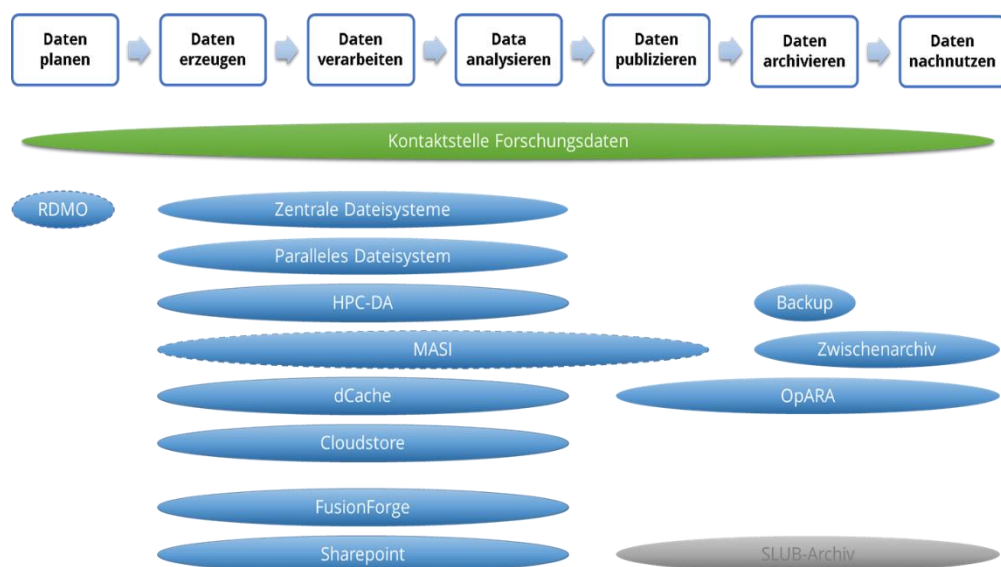 Daten
planen
Daten
erzeugen
Daten
verarbeiten
Data
analysieren
Daten
publizieren
Daten
archivieren
Daten
nachnutzen
Kontaktstelle Forschungsdaten
RDMO
Zentrale Dateisysteme
Paralleles Dateisystem
HPC-DA
Backup
MASI
Zwischenarchiv
dCache
OpARA
Cloudstore
FusionForge
Sharepoint
SLUB-Archiv